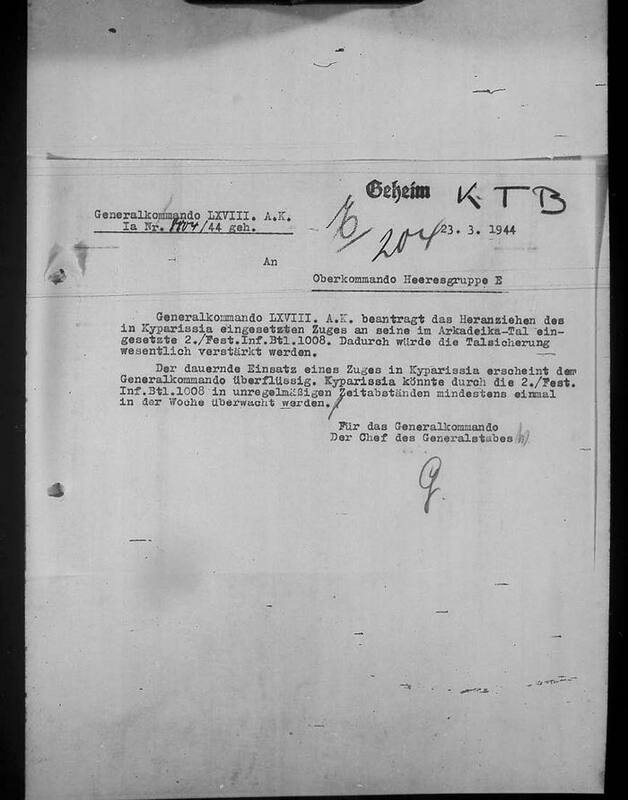 Geheim KTB
Generalkommando LXVIII. A.K.
Ia Nr. /44 geh.
204 23. 3. 1944
An
Oberkommando Heeresgruppe E
Generalkommando LXVIII. A.K. beantragt das Heranziehen des
in Kyparissia eingesetzten Zuges an seine im Arkadeika-Tal ein-
gesetzte 2./Fest.Inf.Btl.1008. Dadurch würde die Talsicherung
wesentlich verstärkt werden.
Der dauernde Einsatz eines Zuges in Kyparissia erscheint dem
Generalkommando überflüssig. Kyparissia könnte durch die 2./Fest.
Inf.Btl.1008 in unregelmäßigen Zeitabständen mindestens einmal
in der Woche überwacht werden.
Für das Generalkommando
Der Chef des Generalstabes